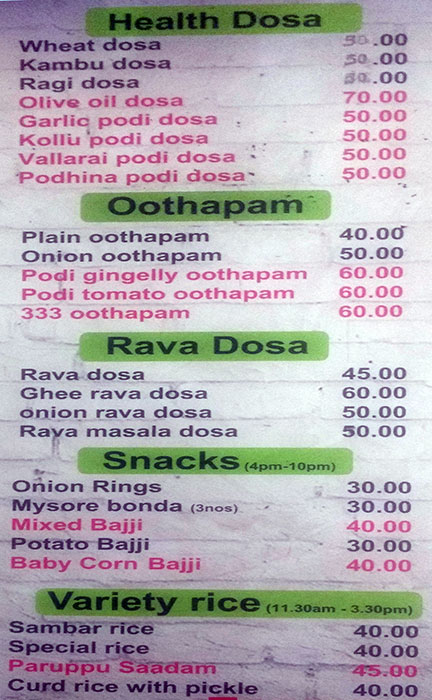 Health Dosa
Wheat dosa .00
Kambu dosa .00
Ragi dosa .00
Olive oil dosa 70.00
Garlic podi dosa 50.00
Kollu podi dosa 50.00
Vallarai podi dosa 50.00
Podhina podi dosa 50.00
Oothapam
Plain oothapam 40.00
Onion oothapam 50.00
Podi gingelly oothapam 60.00
Podi tomato oothapam 60.00
333 oothapam 60.00
Rava Dosa
Rava dosa 45.00
Ghee rava dosa 60.00
onion rava dosa 50.00
Rava masala dosa 50.00
Snacks (4pm-10pm)
Onion Rings 30.00
Mysore bonda (3nos) 30.00
Mixed Bajji 40.00
Potato Bajji 30.00
Baby Corn Bajji 40.00
Variety rice (11.30am - 3.30pm)
Sambar rice 40.00
Special rice 40.00
Paruppu Saadam 45.00
Curd rice with pickle 40.00